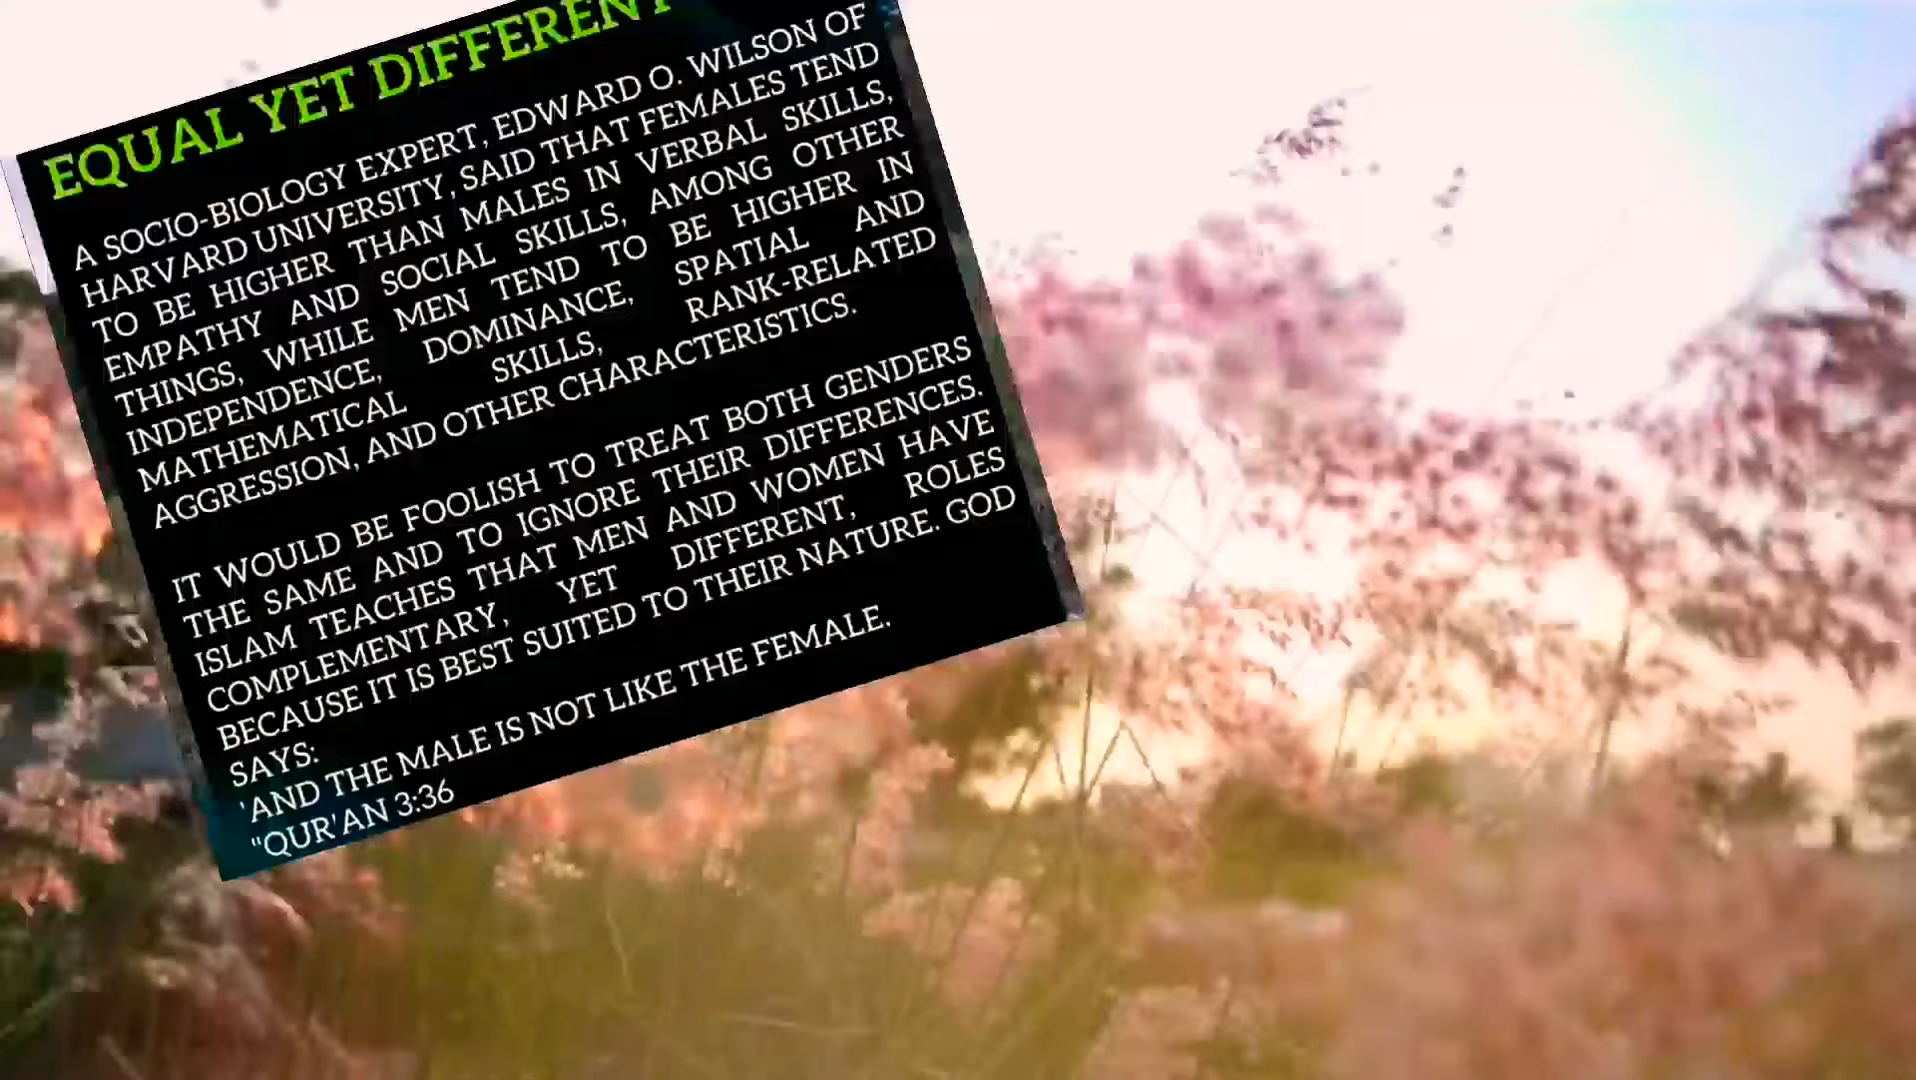 EQUAL YET DIFFERENT
A SOCIO-BIOLOGY EXPERT, EDWARD O. WILSON OF
HARVARD UNIVERSITY, SAID THAT FEMALES TEND
TO BE HIGHER THAN MALES IN VERBAL SKILLS,
EMPATHY AND SOCIAL SKILLS, AMONG OTHER
THINGS, WHILE MEN TEND TO BE HIGHER IN
INDEPENDENCE, DOMINANCE, SPATIAL AND
MATHEMATICAL SKILLS, RANK-RELATED
AGGRESSION, AND OTHER CHARACTERISTICS.
IT WOULD BE FOOLISH TO TREAT BOTH GENDERS
THE SAME AND TO IGNORE THEIR DIFFERENCES.
ISLAM TEACHES THAT MEN AND WOMEN HAVE
COMPLEMENTARY, YET DIFFERENT, ROLES
BECAUSE IT IS BEST SUITED TO THEIR NATURE. GOD
SAYS:
'AND THE MALE IS NOT LIKE THE FEMALE.
"QUR'AN 3:36